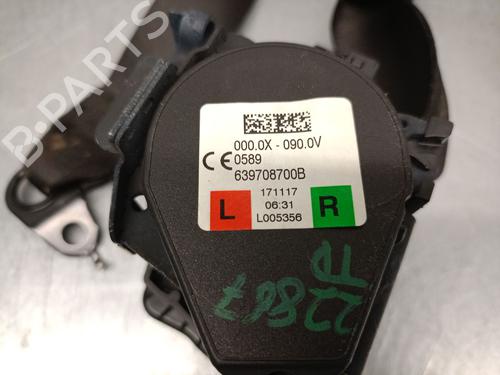 B-PARTS
000.0X - 090.0V
CE 0589
639708700B
171117
L 06:31 R
L005356